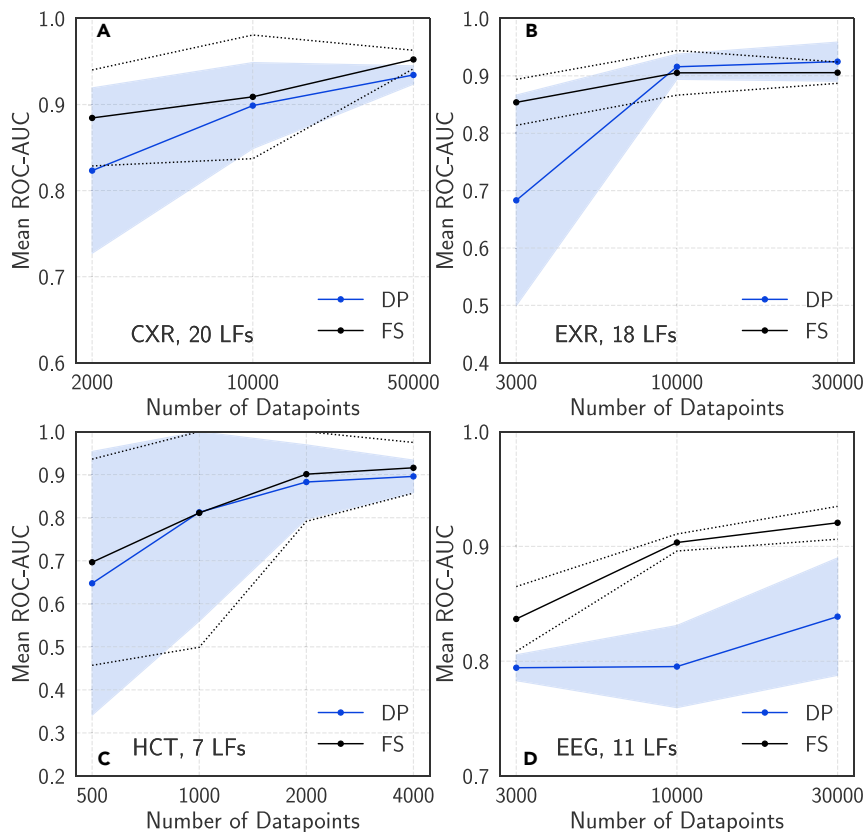 A
1.0
0.9
0.8
0.7
0.6
Mean ROC-AUC
DP
FS
CXR, 20 LFs
2000 10000 50000
Number of Datapoints
B
1.0
0.9
0.8
0.7
0.6
0.5
0.4
Mean ROC-AUC
DP
FS
EXR, 18 LFs
3000 10000 30000
Number of Datapoints
1.0
0.9
0.8
0.7
0.6
0.5
0.4
0.3
0.2
Mean ROC-AUC
DP
FS
C HCT, 7 LFs
500 1000 2000 4000
Number of Datapoints
1.0
0.9
0.8
0.7
Mean ROC-AUC
DP
FS
D EEG, 11 LFs
3000 10000 30000
Number of Datapoints